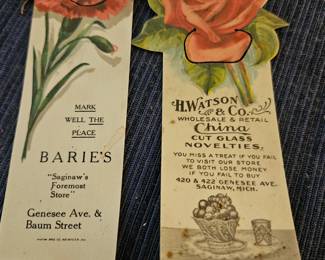 MARK
WELL THE
PLACE
BARIE'S
"Saginaw's
Foremost
Store"
Genesee Ave. &
Baum Street
H. WATSON
& CO.
WHOLESALE & RETAIL
China
CUT GLASS
NOVELTIES,
YOU MISS A TREAT IF YOU FAIL
TO VISIT OUR STORE
WE BOTH LOSE MONEY
IF YOU FAIL TO BUY
420 & 422 GENESEE AVE.
SAGINAW, MICH.